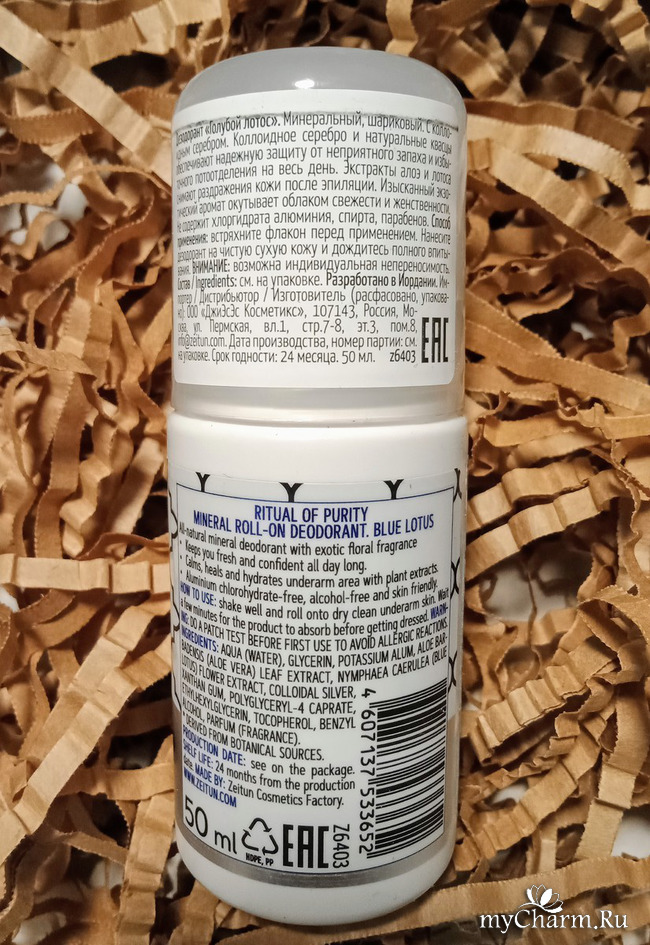 Дезодорант «Голубой лотос». Минеральный, шариковый. С колло-
идным серебром. Коллоидное серебро и натуральные квасцы
обеспечивают надежную защиту от неприятного запаха и избы-
точного потоотделения на весь день. Экстракты алоэ и лотоса
снимают раздражения кожи после эпиляции. Изысканный экзо-
тический аромат окутывает облаком свежести и женственности.
Не содержит хлоргидрата алюминия, спирта, парабенов. Способ
применения: встряхните флакон перед применением. Нанесите
дезодорант на чистую сухую кожу и дождитесь полного впиты-
вания. ВНИМАНИЕ: возможна индивидуальная непереносимость.
Состав / Ingredients: см. на упаковке. Разработано в Иордании. Им-
портер / Дистрибьютор / Изготовитель (расфасовано, упакова-
но): ООО «ДжиЭсЭс Косметикс», 107143, Россия, Мо-
сква, ул. Пермская, вл.1, стр.7-8, эт.3, пом.8,
info@zeitun.com. Дата производства, номер партии: см.
на упаковке. Срок годности: 24 месяца. 50 мл. z6403
EAC
RITUAL OF PURITY
MINERAL ROLL-ON DEODORANT. BLUE LOTUS
All-natural mineral deodorant with exotic floral fragrance
- Keeps you fresh and confident all day long.
- Calms, heals and hydrates underarm area with plant extracts.
- Aluminium chlorohydrate-free, alcohol-free and skin friendly.
HOW TO USE: shake well and roll onto dry clean underarm skin. Wait
a few minutes for the product to absorb before getting dressed. WARN-
ING: DO A PATCH TEST BEFORE FIRST USE TO AVOID ALLERGIC REACTIONS.
INGREDIENTS: AQUA (WATER), GLYCERIN, POTASSIUM ALUM, ALOE BAR-
BADENSIS (ALOE VERA) LEAF EXTRACT, NYMPHAEA CAERULEA (BLUE
LOTUS) FLOWER EXTRACT, COLLOIDAL SILVER,
XANTHAN GUM, POLYGLYCERYL-4 CAPRATE,
ETHYLHEXYLGLYCERIN, TOCOPHEROL, BENZYL
ALCOHOL, PARFUM (FRAGRANCE).
DERIVED FROM BOTANICAL SOURCES.
PRODUCTION DATE: see on the package.
SHELF LIFE: 24 months from the production
date. MADE BY: Zeitun Cosmetics Factory.
WWW.ZEITUN.COM
50 ml
HDPE, PP
EAC
Z6403
4 607137 533652
myCharm.Ru